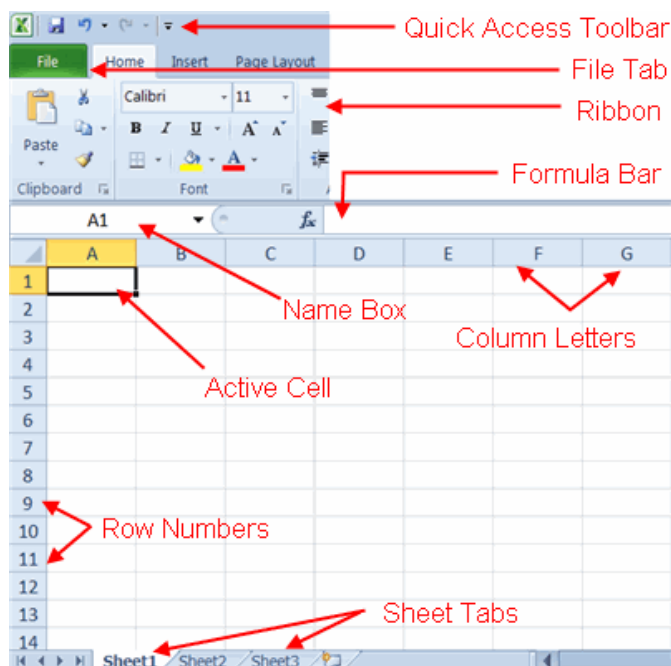 Quick Access Toolbar
File Home Insert Page Layout
File Tab
Calibri 11
Ribbon
B I U A A
Paste
A
Clipboard Font
Formula Bar
A1 fx
A B C D E F G
1
2
Name Box
3
Column Letters
4
5
Active Cell
6
7
8
9
10
Row Numbers
11
12
13
Sheet Tabs
14
Sheet1 Sheet2 Sheet3